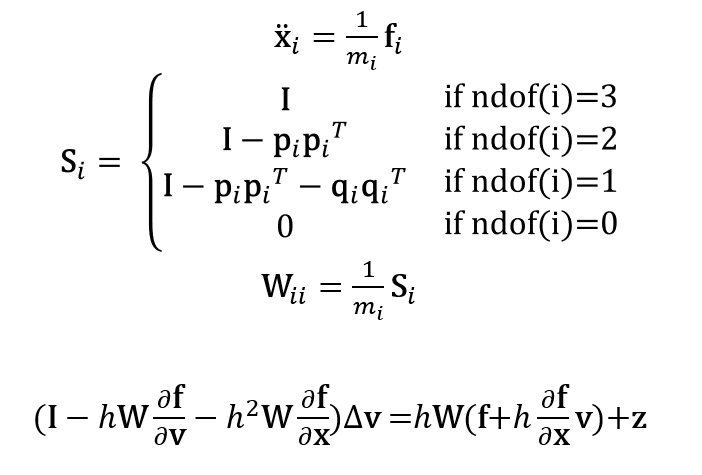 ẍᵢ = 1/mᵢ fᵢ
Sᵢ = { I if ndof(i)=3
I − pᵢpᵢᵀ if ndof(i)=2
I − pᵢpᵢᵀ − qᵢqᵢᵀ if ndof(i)=1
0 if ndof(i)=0
Wᵢᵢ = 1/mᵢ Sᵢ
(I − hW ∂f/∂v − h²W ∂f/∂x)Δv =hW(f+h ∂f/∂x v)+z